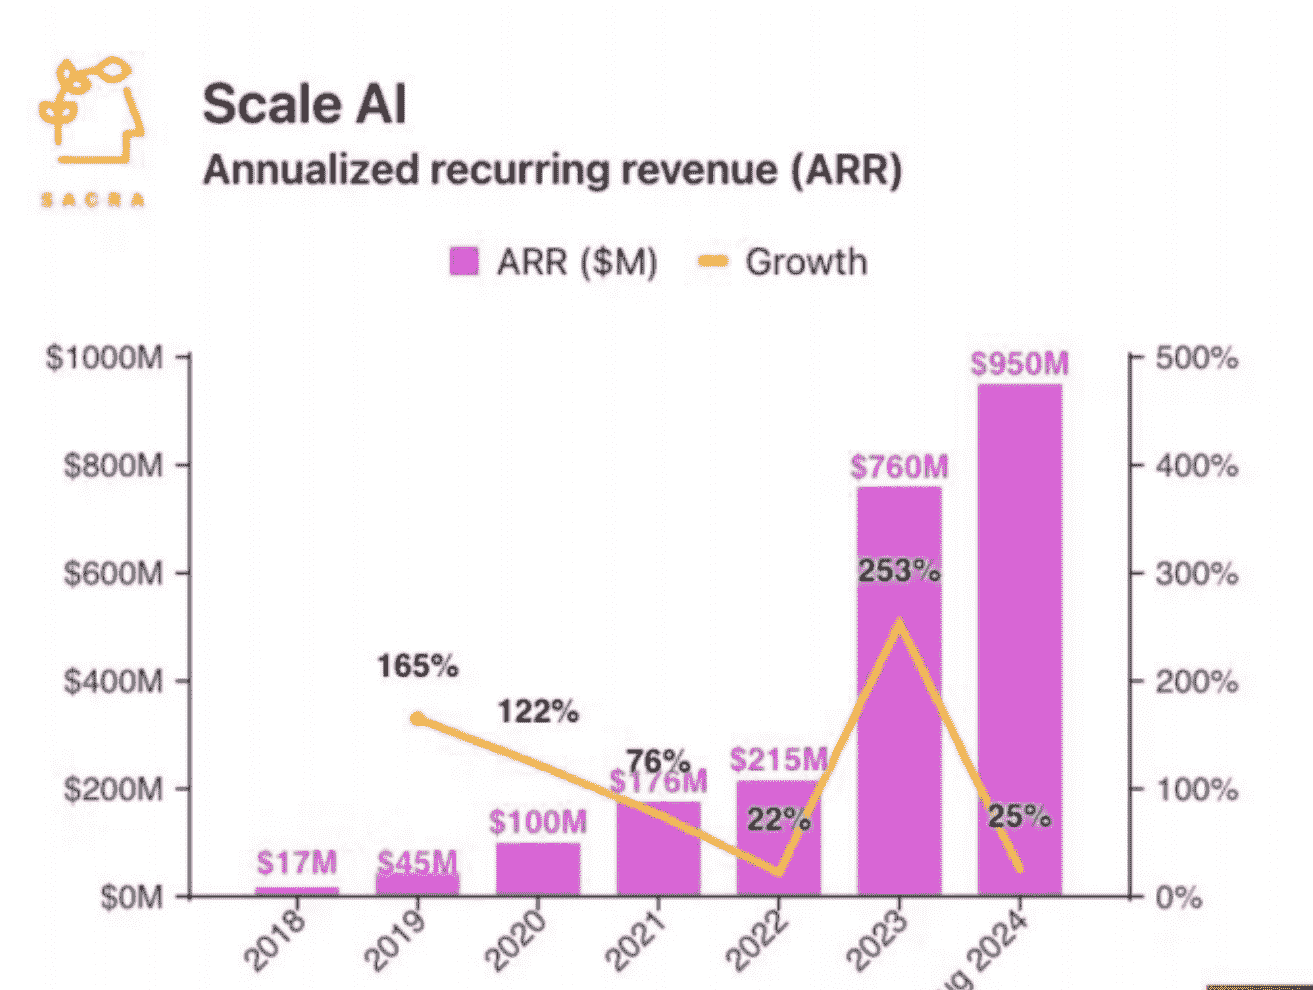 SACRA
Scale AI
Annualized recurring revenue (ARR)
ARR ($M) Growth
$1000M
$800M
$600M
$400M
$200M
$0M
500%
400%
300%
200%
100%
0%
$17M
$45M
$100M
$176M
$215M
$760M
$950M
165%
122%
76%
22%
253%
25%
2018
2019
2020
2021
2022
2023
2024